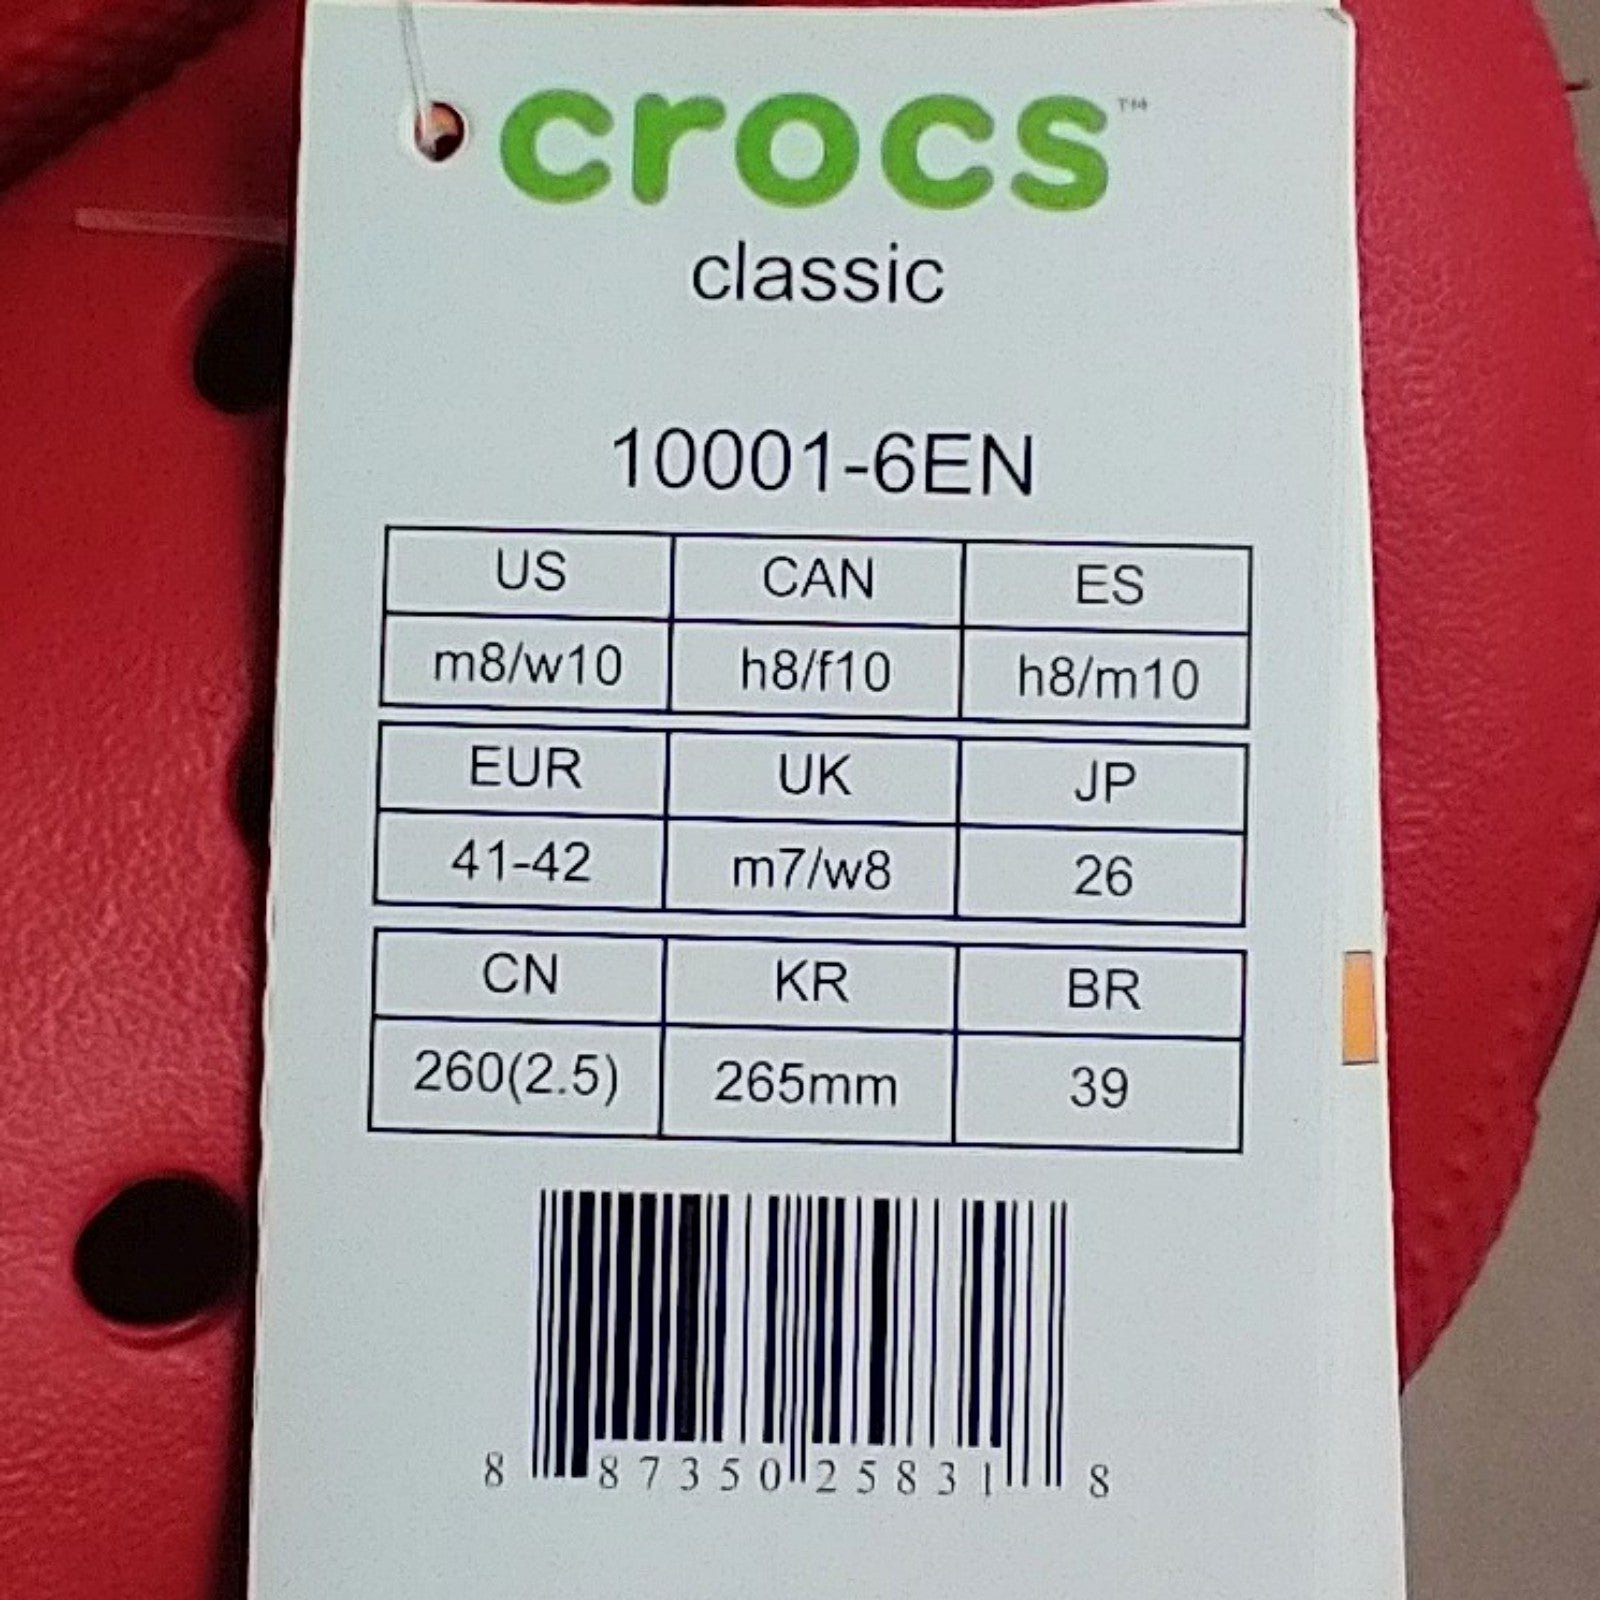 crocs™
classic
10001-6EN
US CAN ES
m8/w10 h8/f10 h8/m10
EUR UK JP
41-42 m7/w8 26
CN KR BR
260(2.5) 265mm 39
8 87350 25831 8